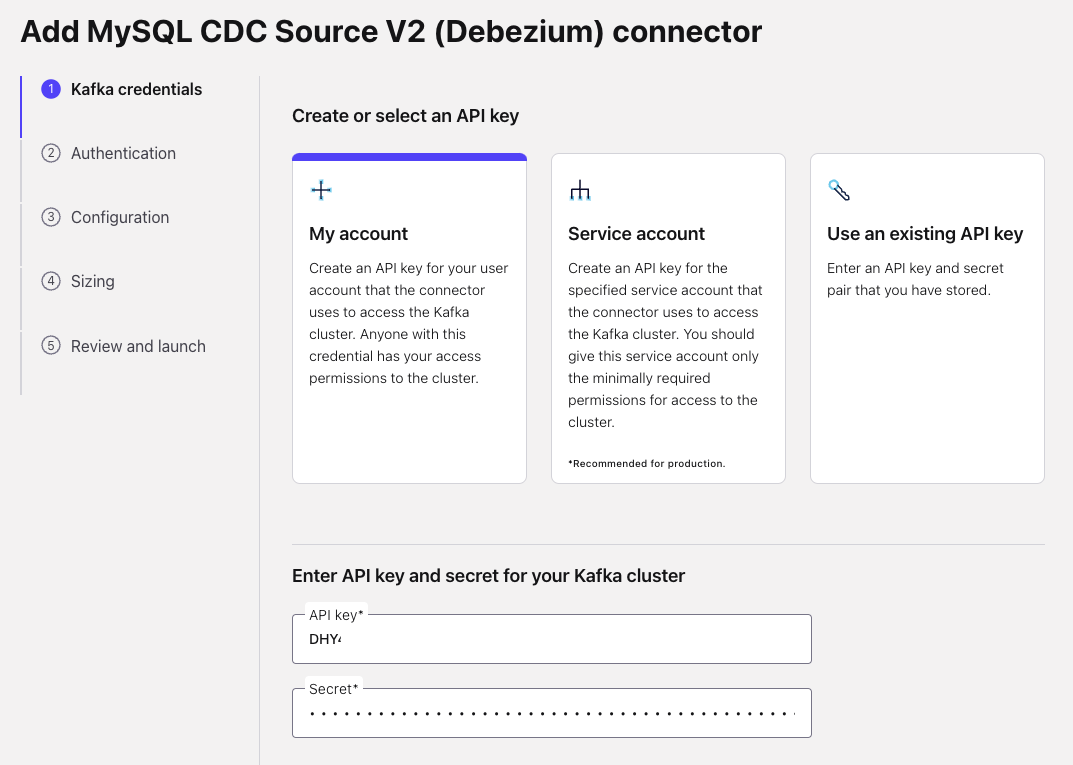 Add MySQL CDC Source V2 (Debezium) connector
1 Kafka credentials
2 Authentication
3 Configuration
4 Sizing
5 Review and launch
Create or select an API key
My account
Create an API key for your user
account that the connector
uses to access the Kafka
cluster. Anyone with this
credential has your access
permissions to the cluster.
Service account
Create an API key for the
specified service account that
the connector uses to access
the Kafka cluster. You should
give this service account only
the minimally required
permissions for access to the
cluster.
*Recommended for production.
Use an existing API key
Enter an API key and secret
pair that you have stored.
Enter API key and secret for your Kafka cluster
API key*
DHY
Secret*